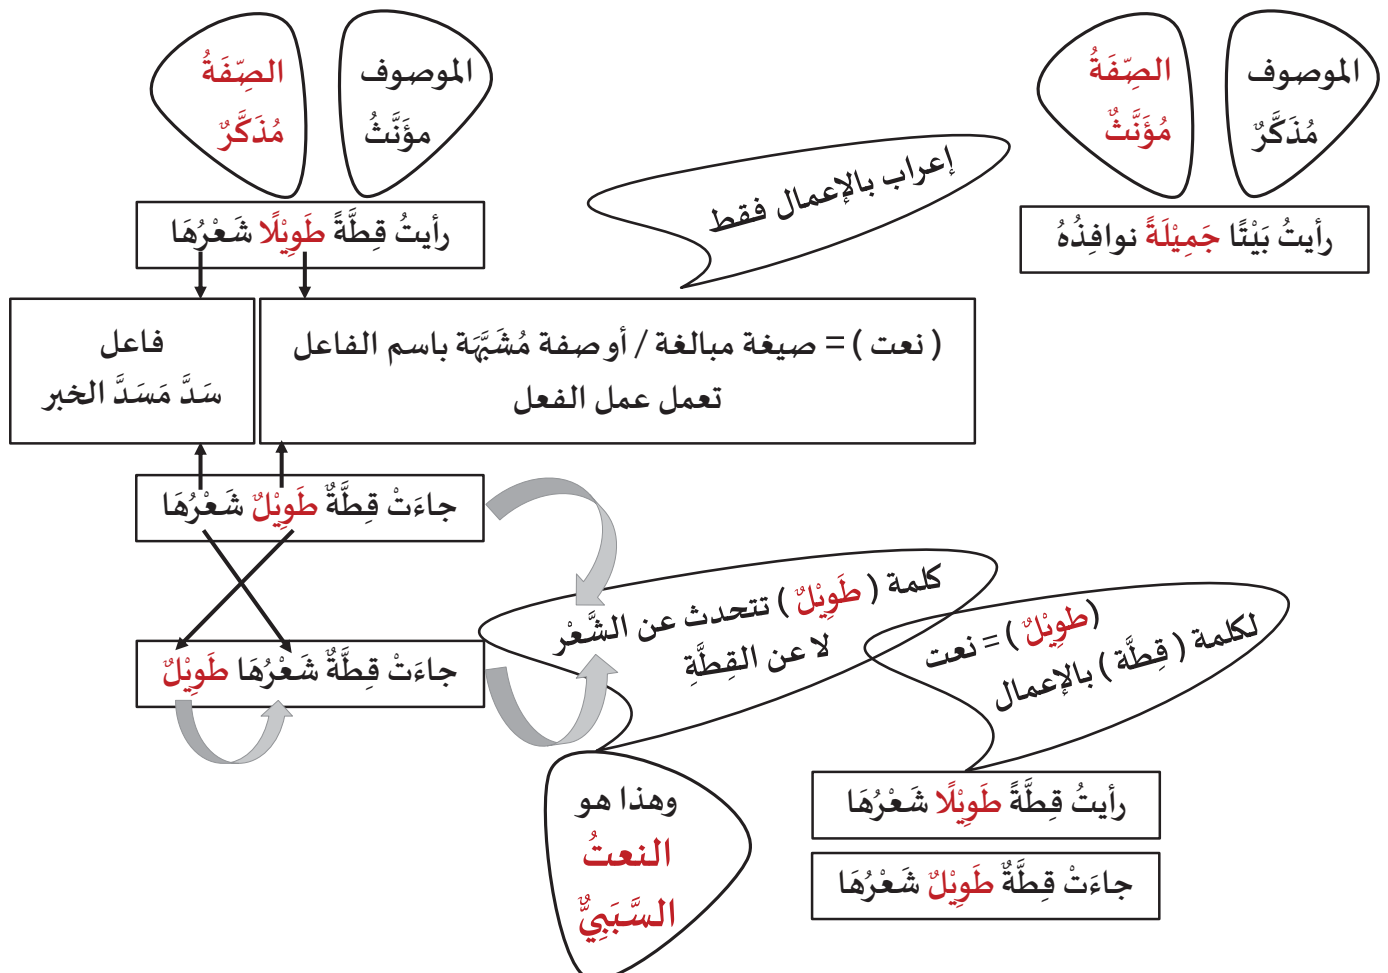 الموصوف
مُذَكَّرٌ
الصِّفَةُ
مُؤَنَّثٌ
رأيتُ بَيْتًا جَمِيْلَةً نوافِذُهُ
الموصوف
مؤَنَّثُ
الصِّفَةُ
مُذَكَّرٌ
رأيتُ قِطَّةً طَوِيْلًا شَعْرُهَا
إعراب بالإعمال فقط
( نعت ) = صيغة مبالغة / أو صفة مُشَبَّهَة باسم الفاعل
تعمل عمل الفعل
فاعل
سَدَّ مَسَدَّ الخبر
جاءَتْ قِطَّةٌ طَوِيْلٌ شَعْرُهَا
جاءَتْ قِطَّةٌ شَعْرُهَا طَوِيْلٌ
كلمة ( طَوِيْلٌ ) تتحدث عن الشَّعْر
لا عن القِطَّةِ
(طوِيْلٌ ) = نعت
لكلمة ( قِطَّة ) بالإعمال
وهذا هو
النعتُ
السَّبَبِيٌّ
رأيتُ قِطَّةً طَوِيْلًا شَعْرُهَا
جاءَتْ قِطَّةٌ طَوِيْلٌ شَعْرُهَا